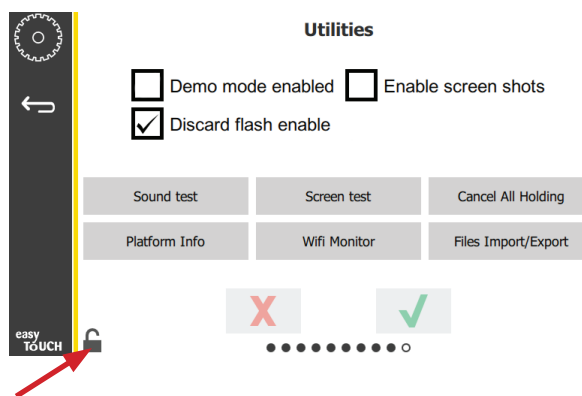 Utilities
Demo mode enabled Enable screen shots
Discard flash enable
Sound test Screen test Cancel All Holding
Platform Info Wifi Monitor Files Import/Export
easy
TOUCH